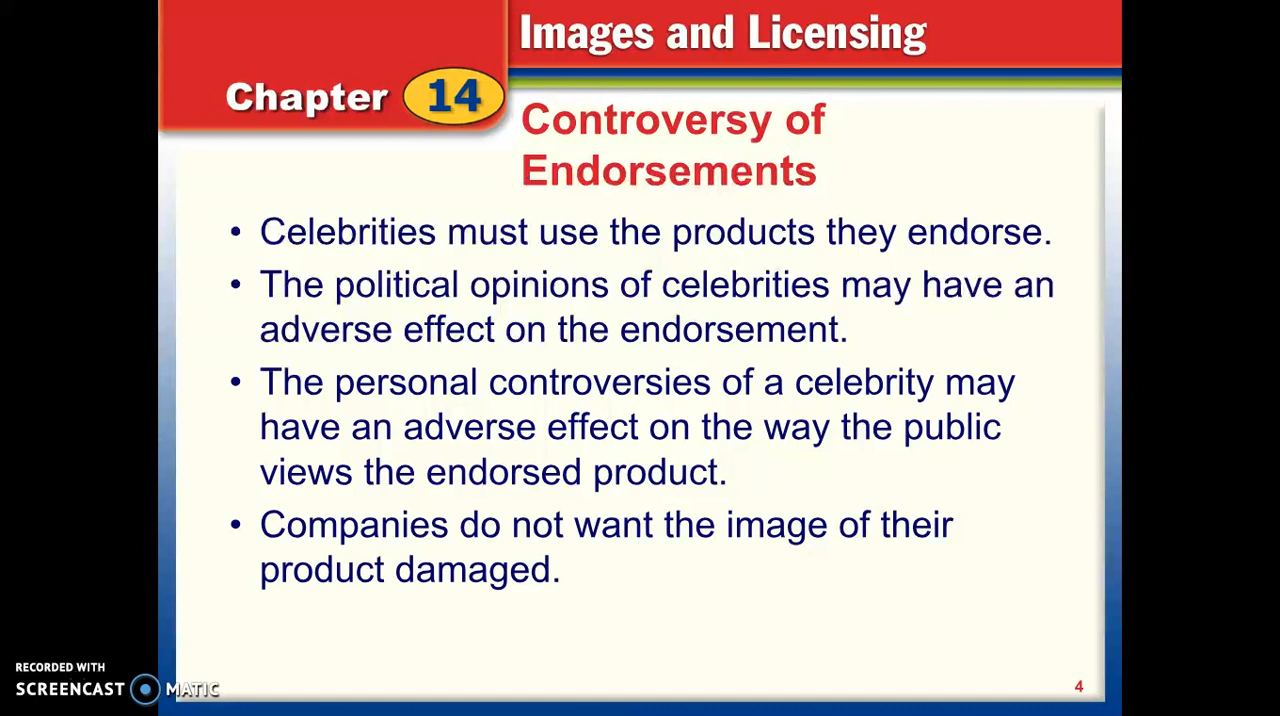 Images and Licensing
Chapter 14
Controversy of
Endorsements
• Celebrities must use the products they endorse.
• The political opinions of celebrities may have an
adverse effect on the endorsement.
• The personal controversies of a celebrity may
have an adverse effect on the way the public
views the endorsed product.
• Companies do not want the image of their
product damaged.
RECORDED WITH
SCREENCAST MATIC
4